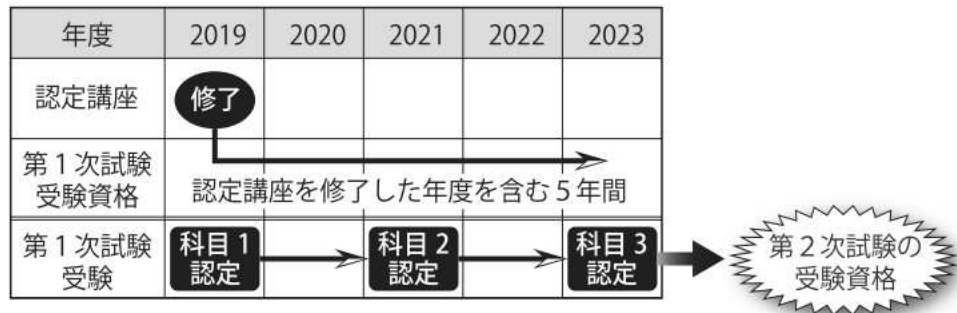 年度 2019 2020 2021 2022 2023
認定講座 修了
第1次試験
受験資格
認定講座を修了した年度を含む5年間
第1次試験
受験
科目1
認定
科目2
認定
科目3
認定
第2次試験の
受験資格